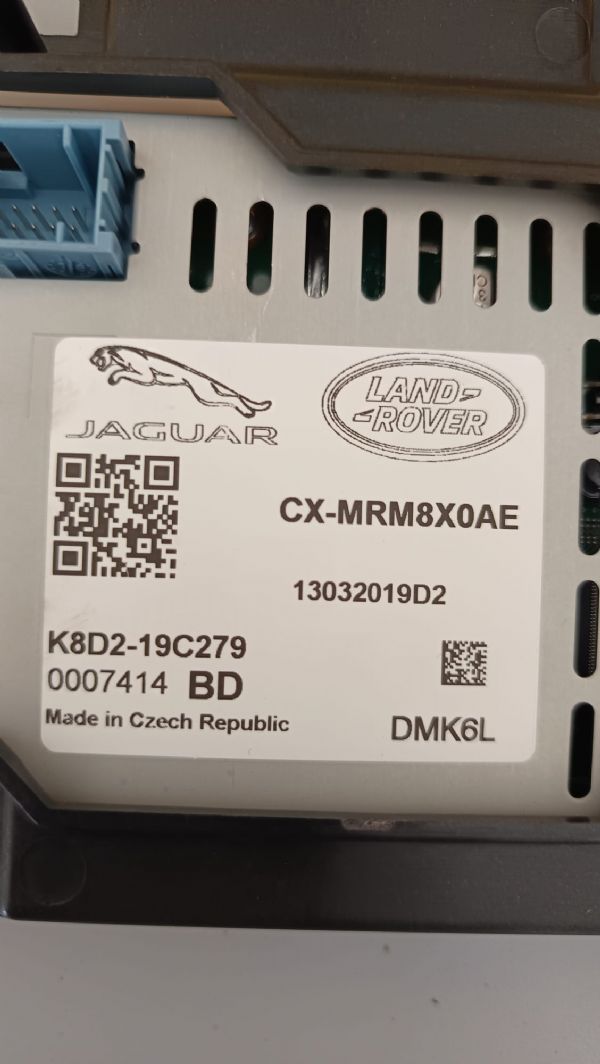 JAGUAR
LAND-
-ROVER
CX-MRM8X0AE
13032019D2
K8D2-19C279
0007414 BD
Made in Czech Republic
DMK6L